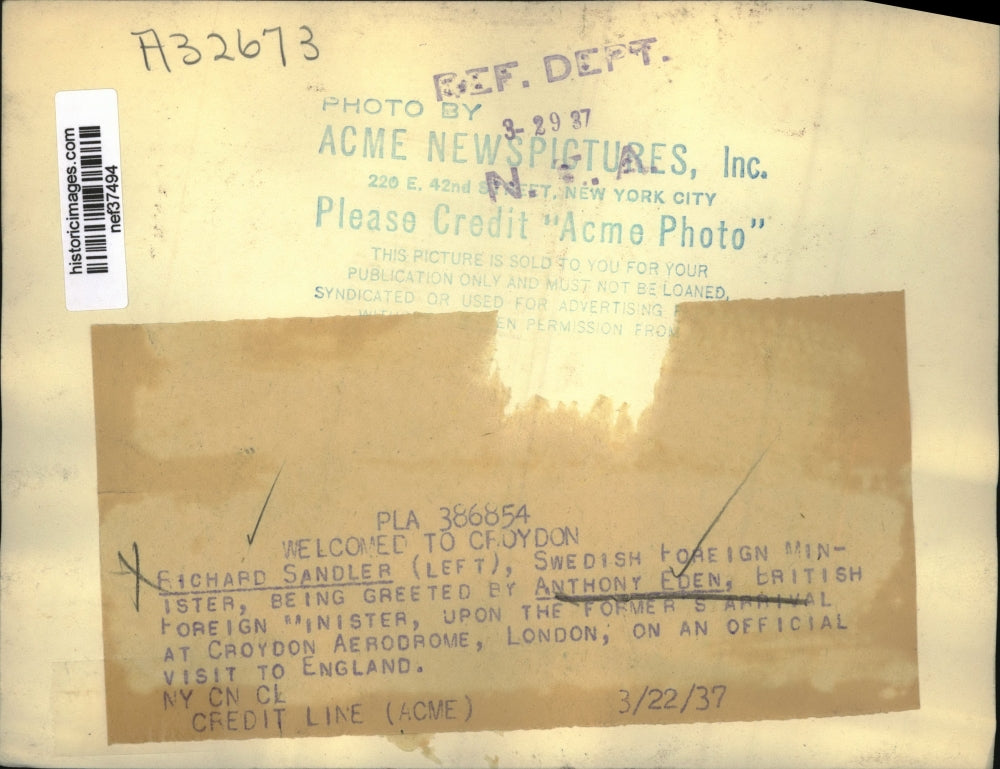 A32673
REF. DEPT.
PHOTO BY
3-29 37
ACME NEWSPICTURES, Inc.
N. E. A.
220 E. 42nd STREET, NEW YORK CITY
Please Credit "Acme Photo"
THIS PICTURE IS SOLD TO YOU FOR YOUR
PUBLICATION ONLY AND MUST NOT BE LOANED,
SYNDICATED OR USED FOR ADVERTISING
PERMISSION FROM
historicimages.com
nef37494
PLA 386854
WELCOMED TO CROYDON
RICHARD SANDLER (LEFT), SWEDISH FOREIGN MIN-
ISTER, BEING GREETED BY ANTHONY EDEN, BRITISH
FOREIGN MINISTER, UPON THE FORMER S ARRIVAL
AT CROYDON AERODROME, LONDON, ON AN OFFICIAL
VISIT TO ENGLAND.
NY CN CL
CREDIT LINE (ACME) 3/22/37